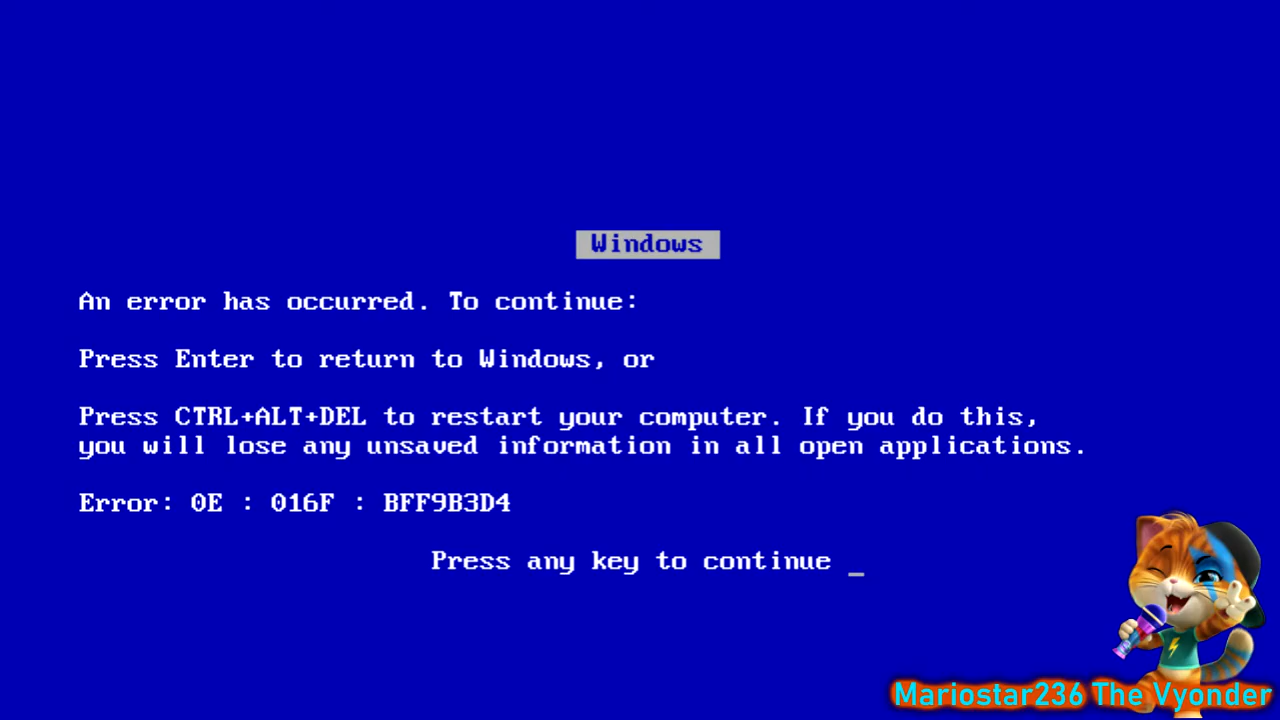 Windows
An error has occurred. To continue:
Press Enter to return to Windows, or
Press CTRL+ALT+DEL to restart your computer. If you do this,
you will lose any unsaved information in all open applications.
Error: 0E : 016F : BFF9B3D4
Press any key to continue _
Mariostar236 The Vyonder